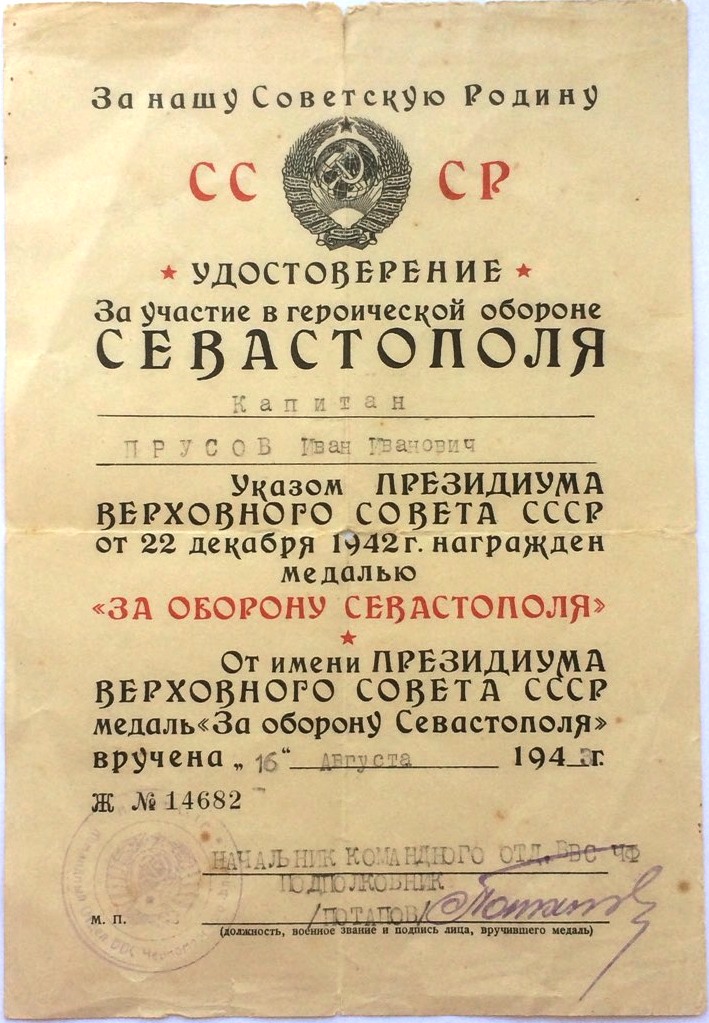 За нашу Советскую Родину
СС СР
УДОСТОВЕРЕНИЕ
За участие в героической обороне
СЕВАСТОПОЛЯ
Капитан
ПРУСОВ Иван Иванович
Указом ПРЕЗИДИУМА
ВЕРХОВНОГО СОВЕТА СССР
от 22 декабря 1942 г. награжден
медалью
«ЗА ОБОРОНУ СЕВАСТОПОЛЯ»
От имени ПРЕЗИДИУМА
ВЕРХОВНОГО СОВЕТА СССР
медаль «За оборону Севастополя»
вручена „16“ Августа 1943г.
Ж № 14682
НАЧАЛЬНИК КОМАНДНОГО ОТД. ВВС ЧФ
ПОДПОЛКОВНИК
/ПОТАПОВ/ Потапов
м. п.
(должность, военное звание и подпись лица, вручившего медаль)